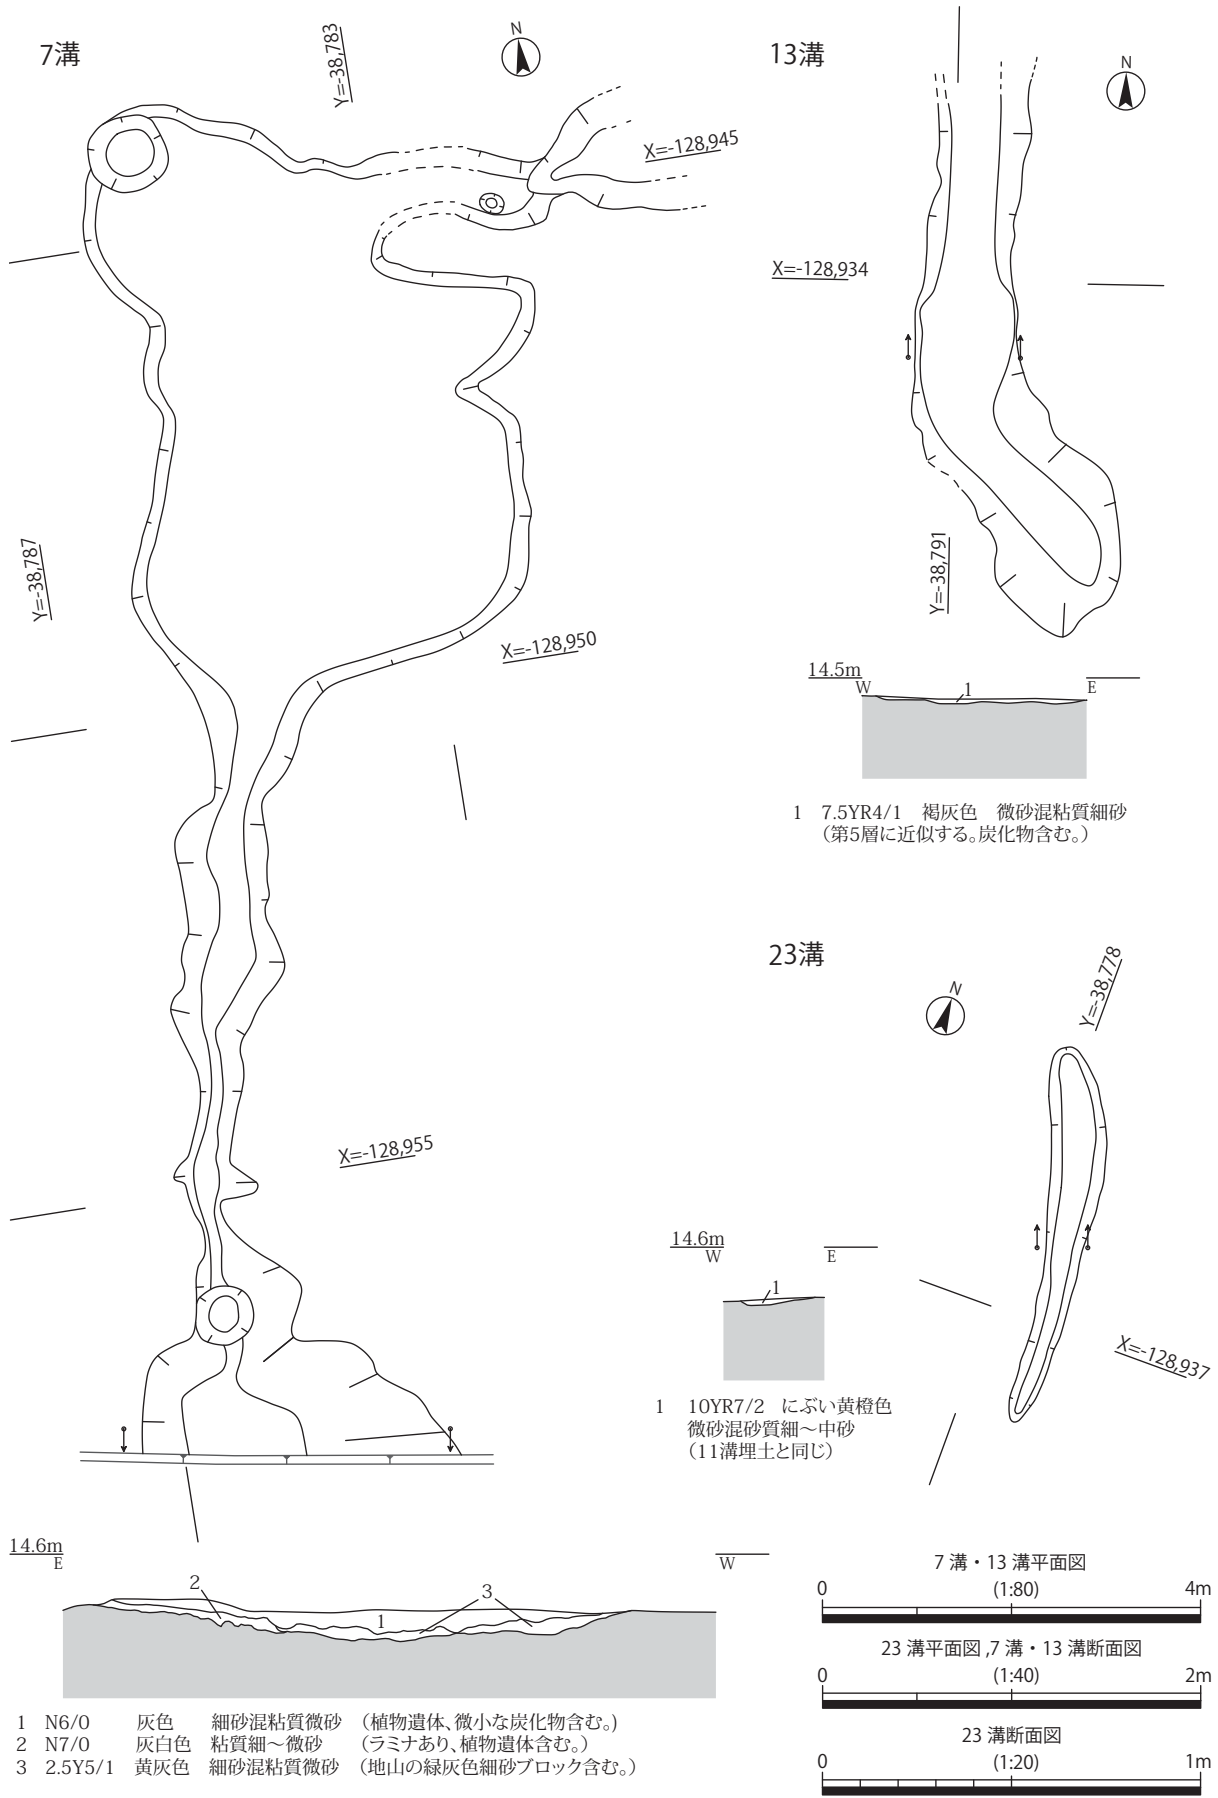 7溝
Y=-38,783
N
X=-128,945
Y=-38,787
X=-128,950
X=-128,955
14.6m
E
W
2
3
1
1 N6/0 灰色 細砂混粘質微砂 (植物遺体、微小な炭化物含む。)
2 N7/0 灰白色 粘質細～微砂 (ラミナあり、植物遺体含む。)
3 2.5Y5/1 黄灰色 細砂混粘質微砂 (地山の緑灰色細砂ブロック含む。)
13溝
N
X=-128,934
Y=-38,791
14.5m
W
E
1
1 7.5YR4/1 褐灰色 微砂混粘質細砂
(第5層に近似する。炭化物含む。)
23溝
N
Y=-38,778
X=-128,937
14.6m
W
E
1
1 10YR7/2 にぶい黄橙色
微砂混砂質細～中砂
(11溝埋土と同じ)
7 溝・13 溝平面図
0 (1:80) 4m
23 溝平面図 ,7 溝・13 溝断面図
0 (1:40) 2m
23 溝断面図
0 (1:20) 1m